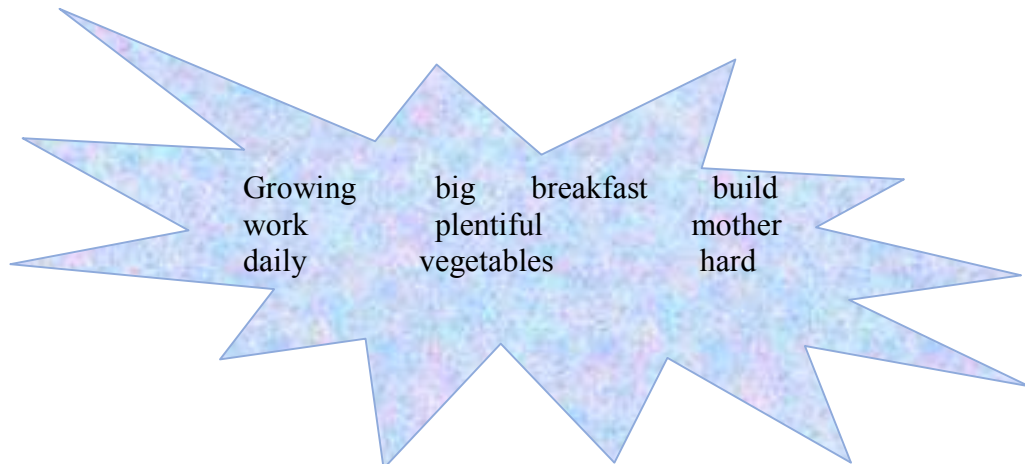 Growing big breakfast build
work plentiful mother
daily vegetables hard